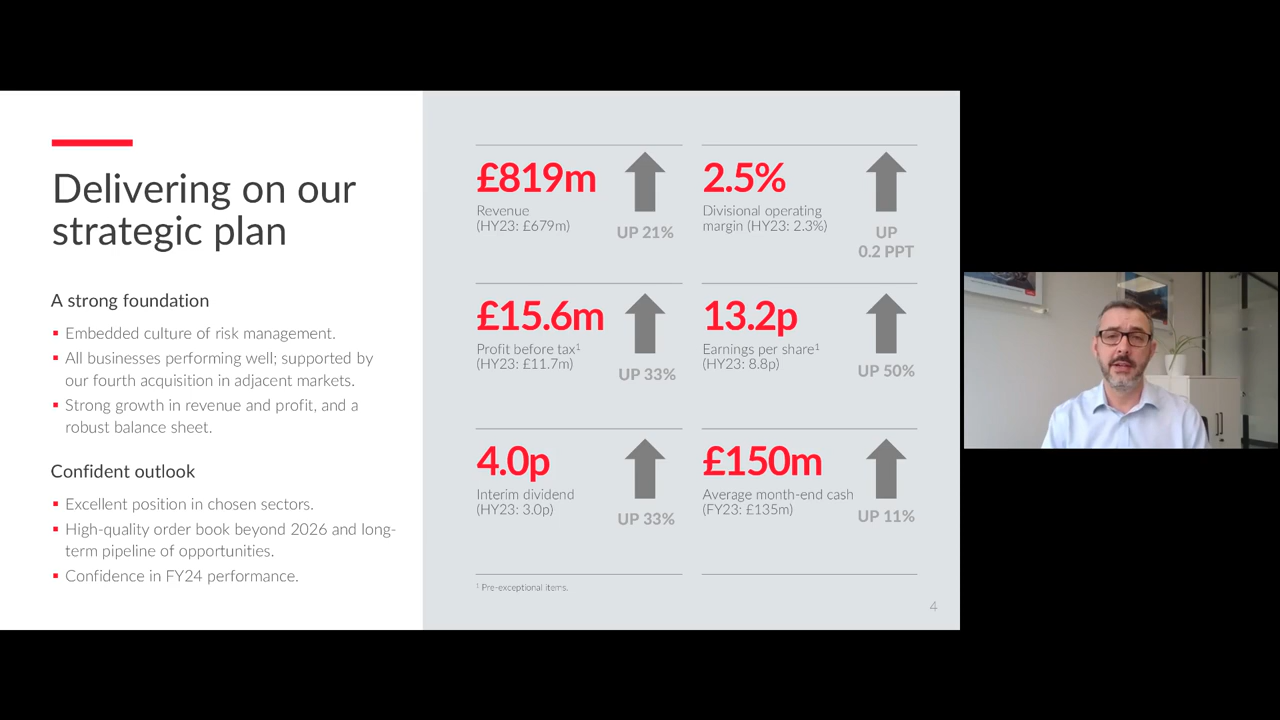 Delivering on our
strategic plan
A strong foundation
▪ Embedded culture of risk management.
▪ All businesses performing well; supported by
our fourth acquisition in adjacent markets.
▪ Strong growth in revenue and profit, and a
robust balance sheet.
Confident outlook
▪ Excellent position in chosen sectors.
▪ High-quality order book beyond 2026 and long-
term pipeline of opportunities.
▪ Confidence in FY24 performance.
£819m
Revenue
(HY23: £679m)
UP 21%
2.5%
Divisional operating
margin (HY23: 2.3%)
UP
0.2 PPT
£15.6m
Profit before tax¹
(HY23: £11.7m)
UP 33%
13.2p
Earnings per share¹
(HY23: 8.8p)
UP 50%
4.0p
Interim dividend
(HY23: 3.0p)
UP 33%
£150m
Average month-end cash
(FY23: £135m)
UP 11%
¹ Pre-exceptional items.
4